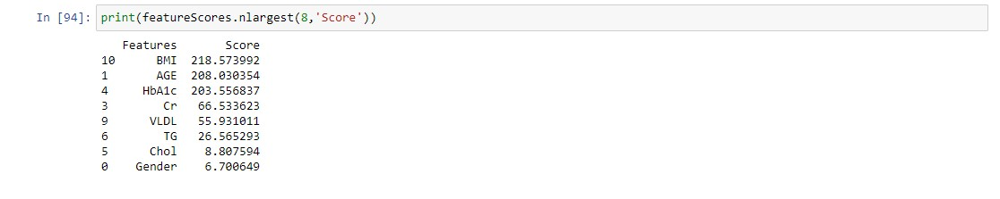 In [94]: print(featureScores.nlargest(8,'Score'))
Features Score
10 BMI 218.573992
1 AGE 208.030354
4 HbA1c 203.556837
3 Cr 66.533623
9 VLDL 55.931011
6 TG 26.565293
5 Chol 8.807594
0 Gender 6.700649